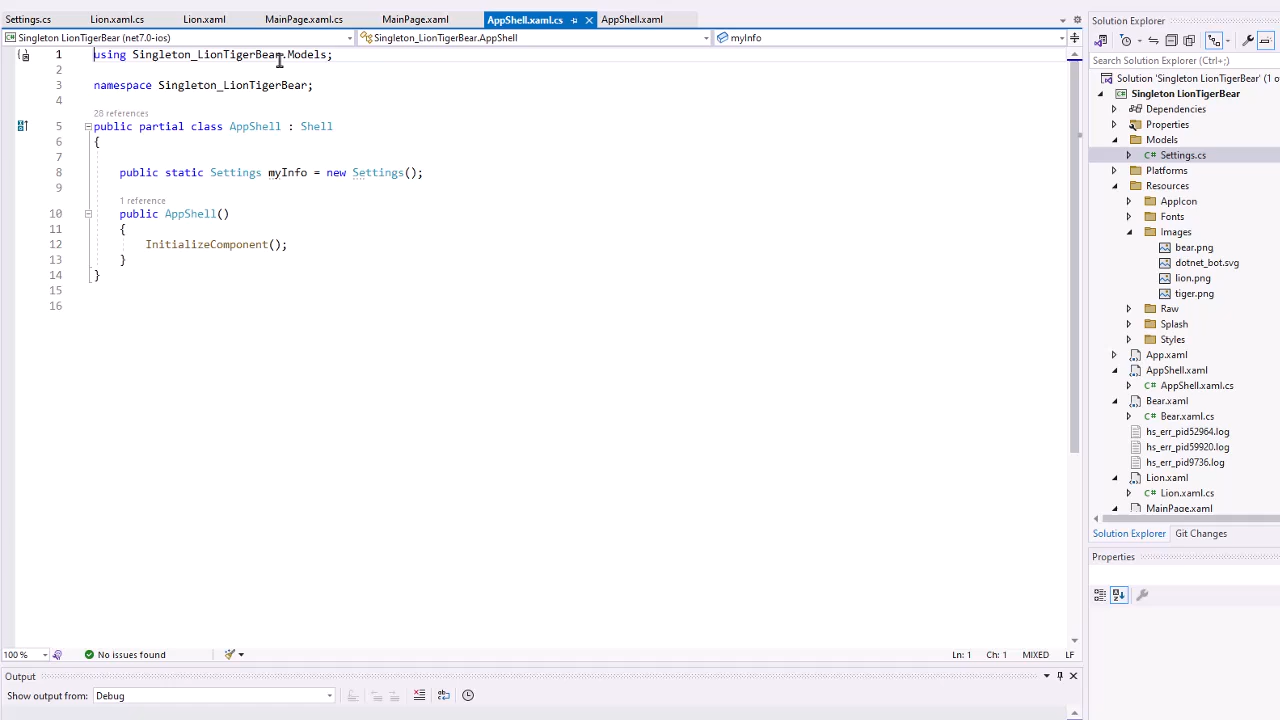 Settings.cs Lion.xaml.cs Lion.xaml MainPage.xaml.cs MainPage.xaml AppShell.xaml.cs AppShell.xaml
Singleton LionTigerBear (net7.0-ios) Singleton_LionTigerBear.AppShell myInfo
1 using Singleton_LionTigerBear.Models;
2
3 namespace Singleton_LionTigerBear;
4
28 references
5 public partial class AppShell : Shell
6 {
7
8 public static Settings myInfo = new Settings();
9
1 reference
10 public AppShell()
11 {
12 InitializeComponent();
13 }
14 }
15
16
100 % No issues found Ln: 1 Ch: 1 MIXED LF
Output
Show output from: Debug
Solution Explorer
Search Solution Explorer (Ctrl+;)
Solution 'Singleton LionTigerBear' (1 o
Singleton LionTigerBear
Dependencies
Properties
Models
C# Settings.cs
Platforms
Resources
AppIcon
Fonts
Images
bear.png
dotnet_bot.svg
lion.png
tiger.png
Raw
Splash
Styles
App.xaml
AppShell.xaml
C# AppShell.xaml.cs
Bear.xaml
C# Bear.xaml.cs
hs_err_pid52964.log
hs_err_pid59920.log
hs_err_pid9736.log
Lion.xaml
C# Lion.xaml.cs
MainPage.xaml
Solution Explorer Git Changes
Properties